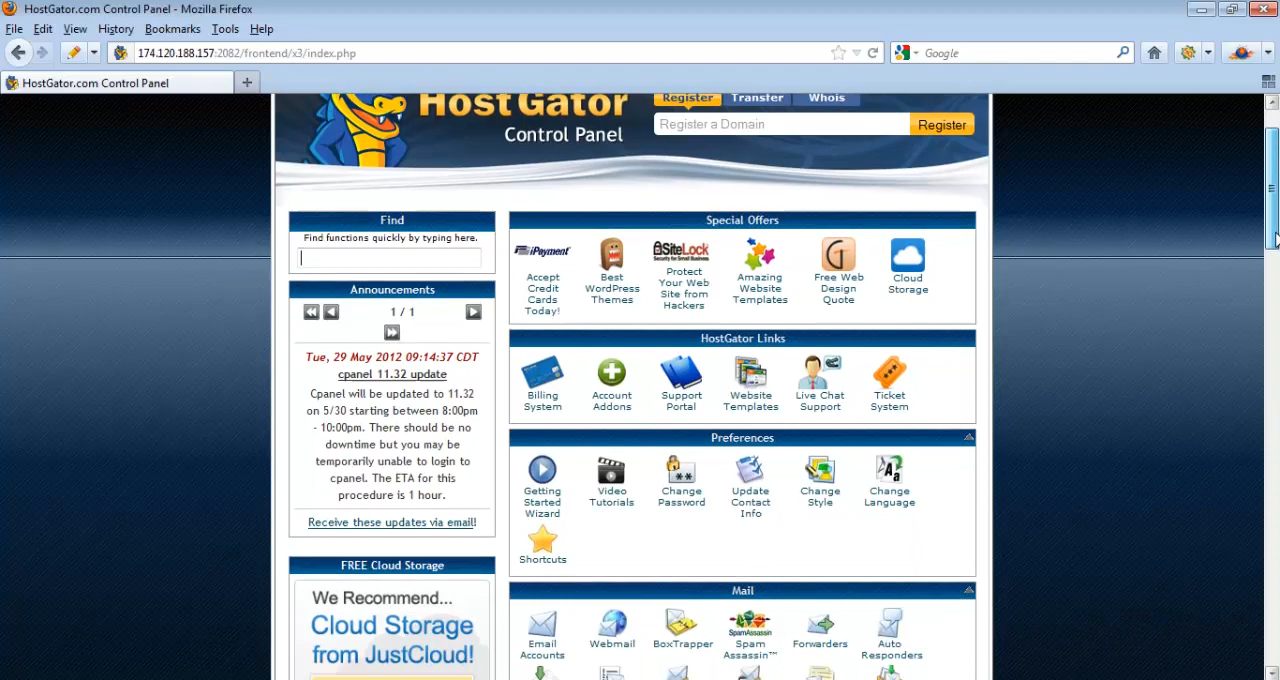 HostGator.com Control Panel - Mozilla Firefox
File Edit View History Bookmarks Tools Help
174.120.188.157:2082/frontend/x3/index.php
Google
HostGator.com Control Panel
HostGator
Control Panel
Register Transfer Whois
Register a Domain
Register
Find
Find functions quickly by typing here.
Announcements
1 / 1
Tue, 29 May 2012 09:14:37 CDT
cpanel 11.32 update
Cpanel will be updated to 11.32
on 5/30 starting between 8:00pm
- 10:00pm. There should be no
downtime but you may be
temporarily unable to login to
cpanel. The ETA for this
procedure is 1 hour.
Receive these updates via email!
FREE Cloud Storage
We Recommend...
Cloud Storage
from JustCloud!
Special Offers
iPayment
SiteLock
Security for Small Business
Accept
Credit
Cards
Today!
Best
WordPress
Themes
Protect
Your Web
Site from
Hackers
Amazing
Website
Templates
Free Web
Design
Quote
Cloud
Storage
HostGator Links
Billing
System
Account
Addons
Support
Portal
Website
Templates
Live Chat
Support
Ticket
System
Preferences
Getting
Started
Wizard
Video
Tutorials
Change
Password
Update
Contact
Info
Change
Style
Change
Language
Shortcuts
Mail
Email
Accounts
Webmail
BoxTrapper
SpamAssassin
Spam
Assassin™
Forwarders
Auto
Responders